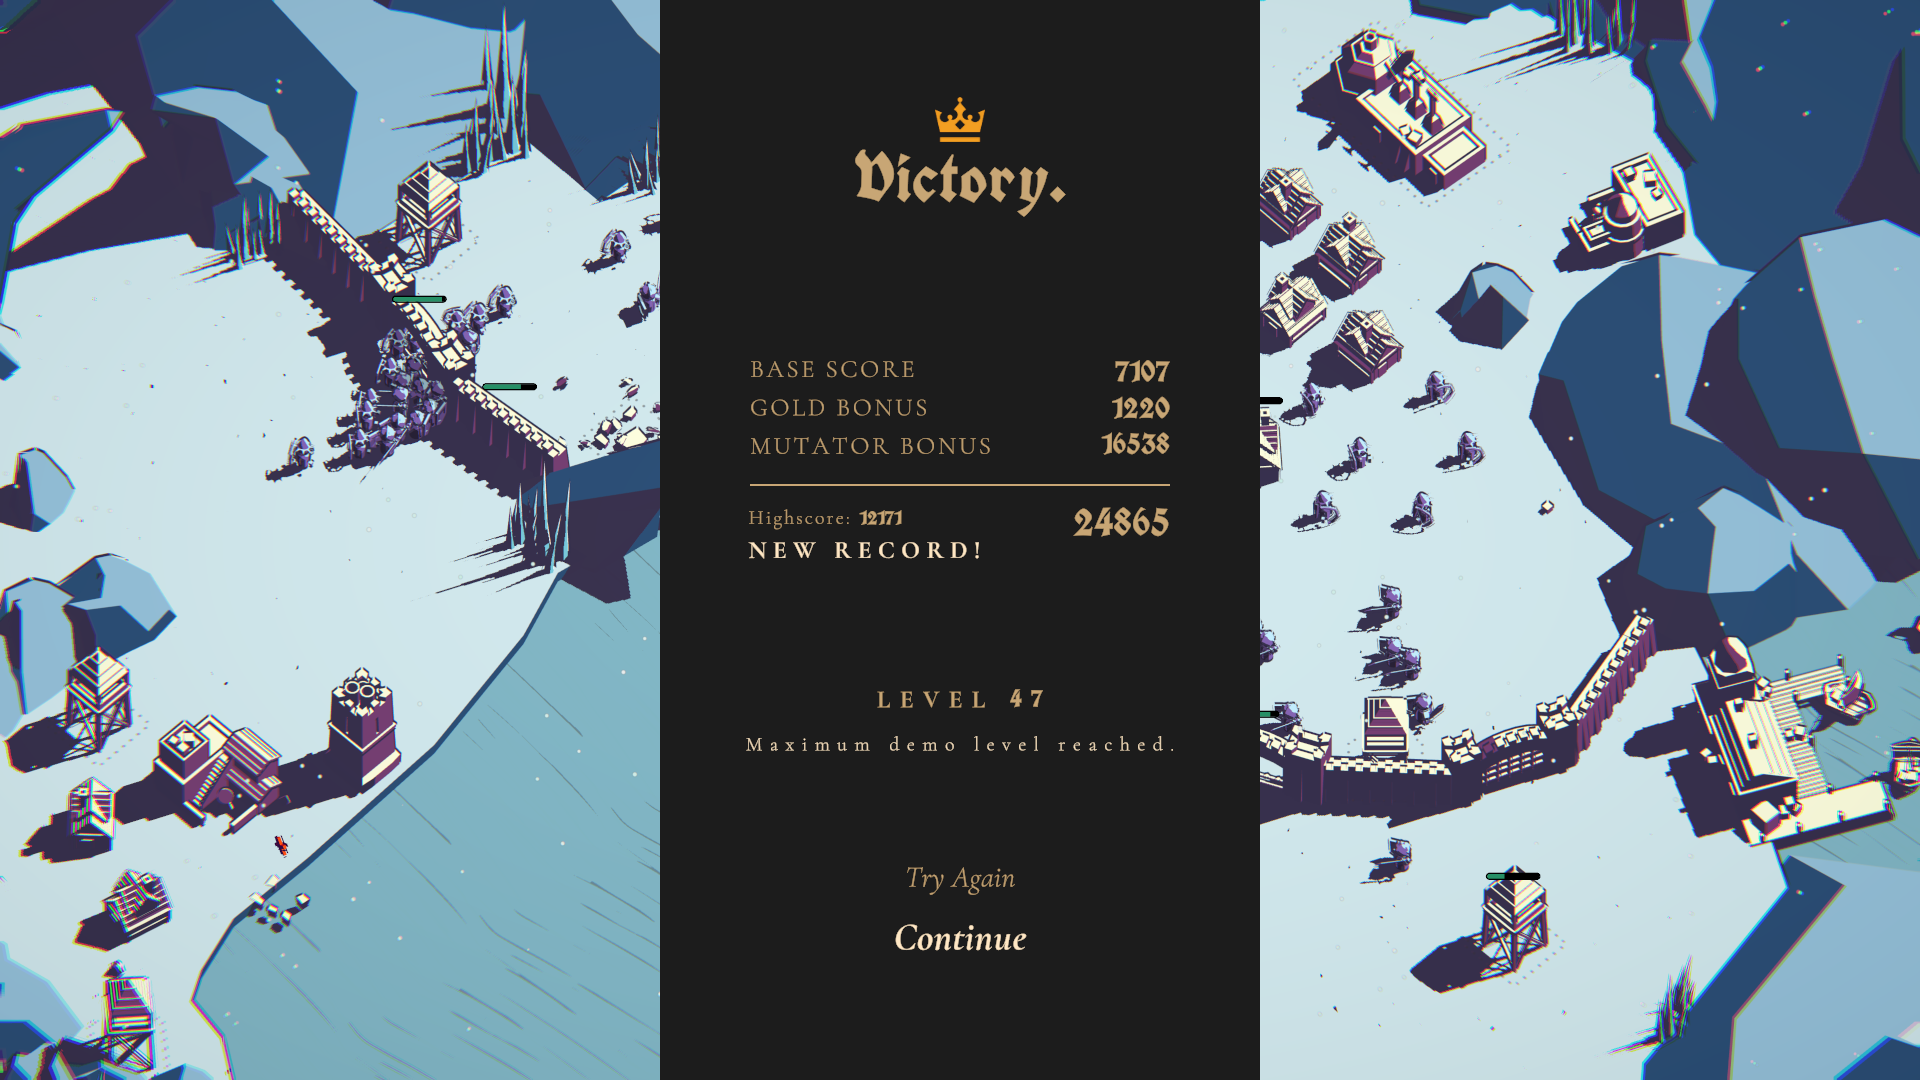 Victory.
BASE SCORE 7107
GOLD BONUS 1220
MUTATOR BONUS 16538
Highscore: 12171 24865
NEW RECORD!
LEVEL 47
Maximum demo level reached.
Try Again
Continue